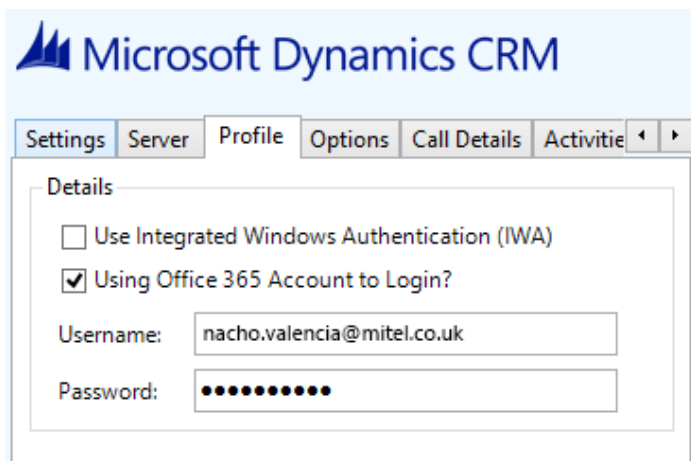 Microsoft Dynamics CRM
Settings Server Profile Options Call Details Activitie
Details
Use Integrated Windows Authentication (IWA)
Using Office 365 Account to Login?
Username: nacho.valencia@mitel.co.uk
Password: ●●●●●●●●●●